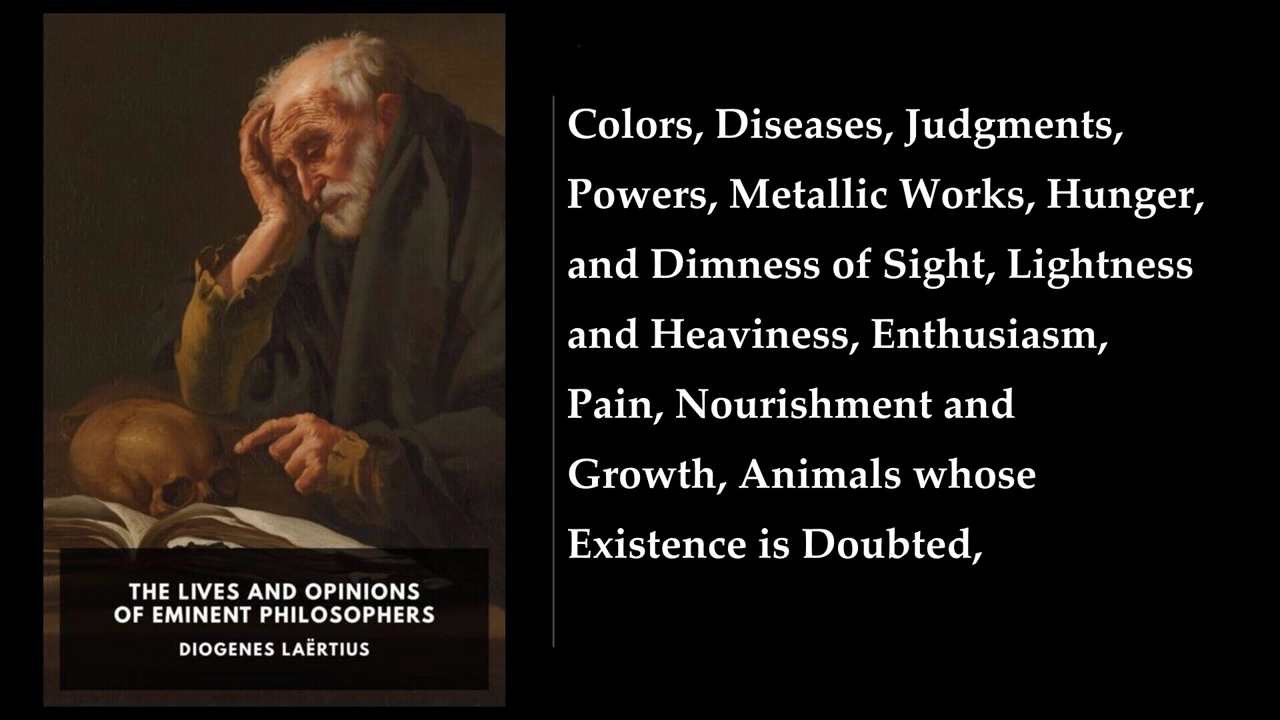 THE LIVES AND OPINIONS
OF EMINENT PHILOSOPHERS
DIOGENES LAËRTIUS
Colors, Diseases, Judgments,
Powers, Metallic Works, Hunger,
and Dimness of Sight, Lightness
and Heaviness, Enthusiasm,
Pain, Nourishment and
Growth, Animals whose
Existence is Doubted,